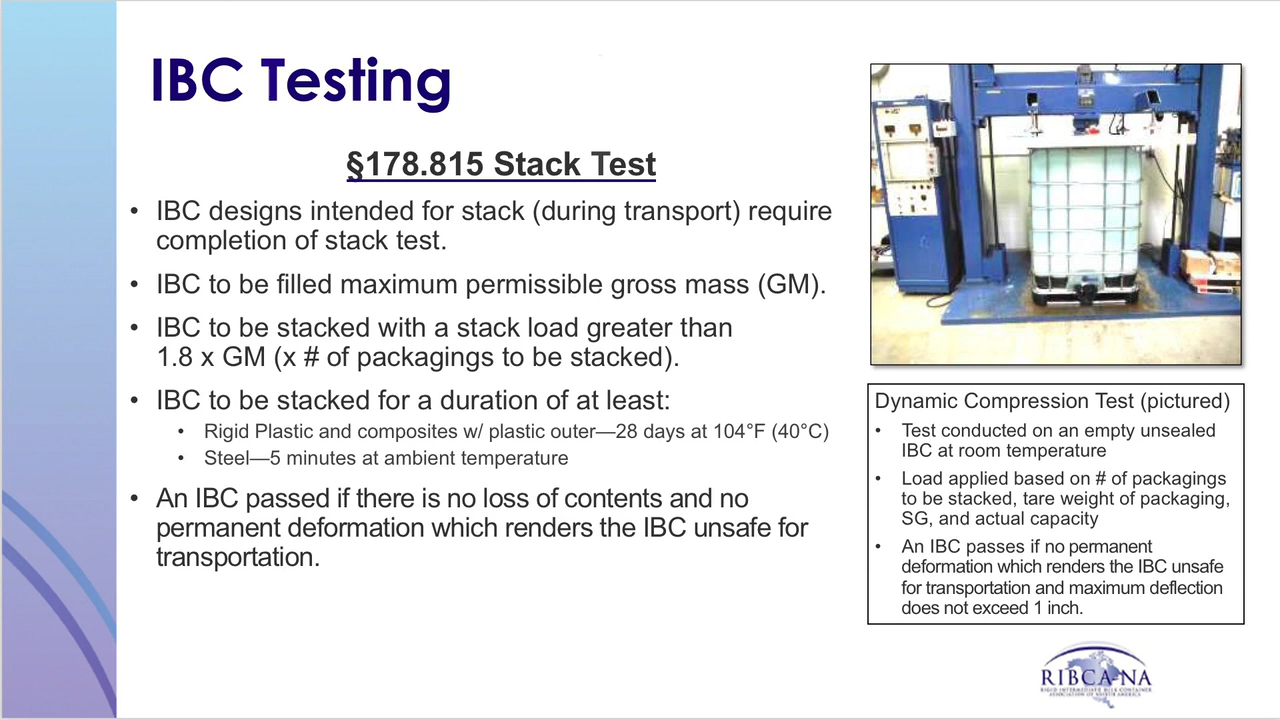 IBC Testing
§178.815 Stack Test
• IBC designs intended for stack (during transport) require
completion of stack test.
• IBC to be filled maximum permissible gross mass (GM).
• IBC to be stacked with a stack load greater than
1.8 x GM (x # of packagings to be stacked).
• IBC to be stacked for a duration of at least:
• Rigid Plastic and composites w/ plastic outer—28 days at 104°F (40°C)
• Steel—5 minutes at ambient temperature
• An IBC passed if there is no loss of contents and no
permanent deformation which renders the IBC unsafe for
transportation.
Dynamic Compression Test (pictured)
• Test conducted on an empty unsealed
IBC at room temperature
• Load applied based on # of packagings
to be stacked, tare weight of packaging,
SG, and actual capacity
• An IBC passes if no permanent
deformation which renders the IBC unsafe
for transportation and maximum deflection
does not exceed 1 inch.
RIBCA-NA
RIGID INTERMEDIATE BULK CONTAINER
ASSOCIATION OF NORTH AMERICA